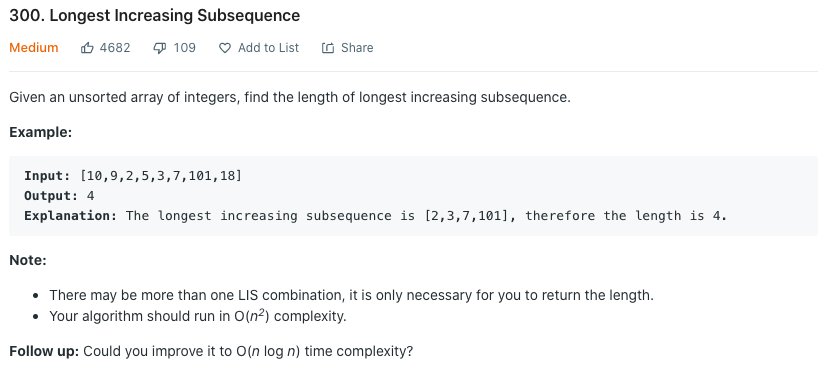 300. Longest Increasing Subsequence
Medium 4682 109 Add to List Share
Given an unsorted array of integers, find the length of longest increasing subsequence.
Example:
Input: [10,9,2,5,3,7,101,18]
Output: 4
Explanation: The longest increasing subsequence is [2,3,7,101], therefore the length is 4.
Note:
• There may be more than one LIS combination, it is only necessary for you to return the length.
• Your algorithm should run in O(n²) complexity.
Follow up: Could you improve it to O(n log n) time complexity?